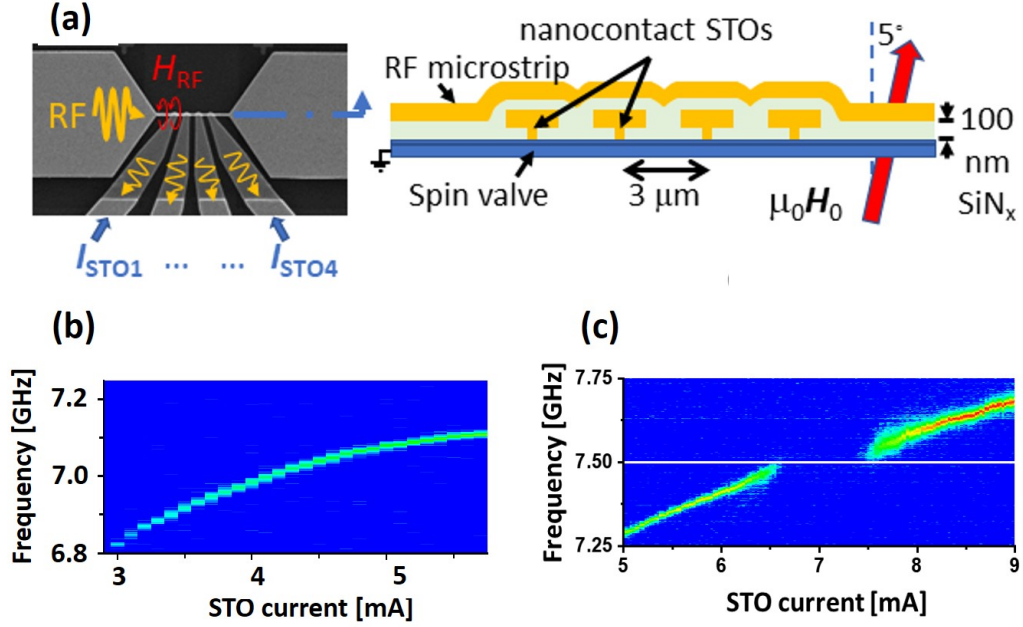 (a)
nanocontact STOs
RF microstrip
5°
H_RF
RF
100
nm
SiN_x
Spin valve
3 μm
μ_0H_0
I_STO1 ... ... I_STO4
(b)
(c)
Frequency [GHz]
7.2
7.0
6.8
3 4 5
STO current [mA]
Frequency [GHz]
7.75
7.50
7.25
5 6 7 8 9
STO current [mA]